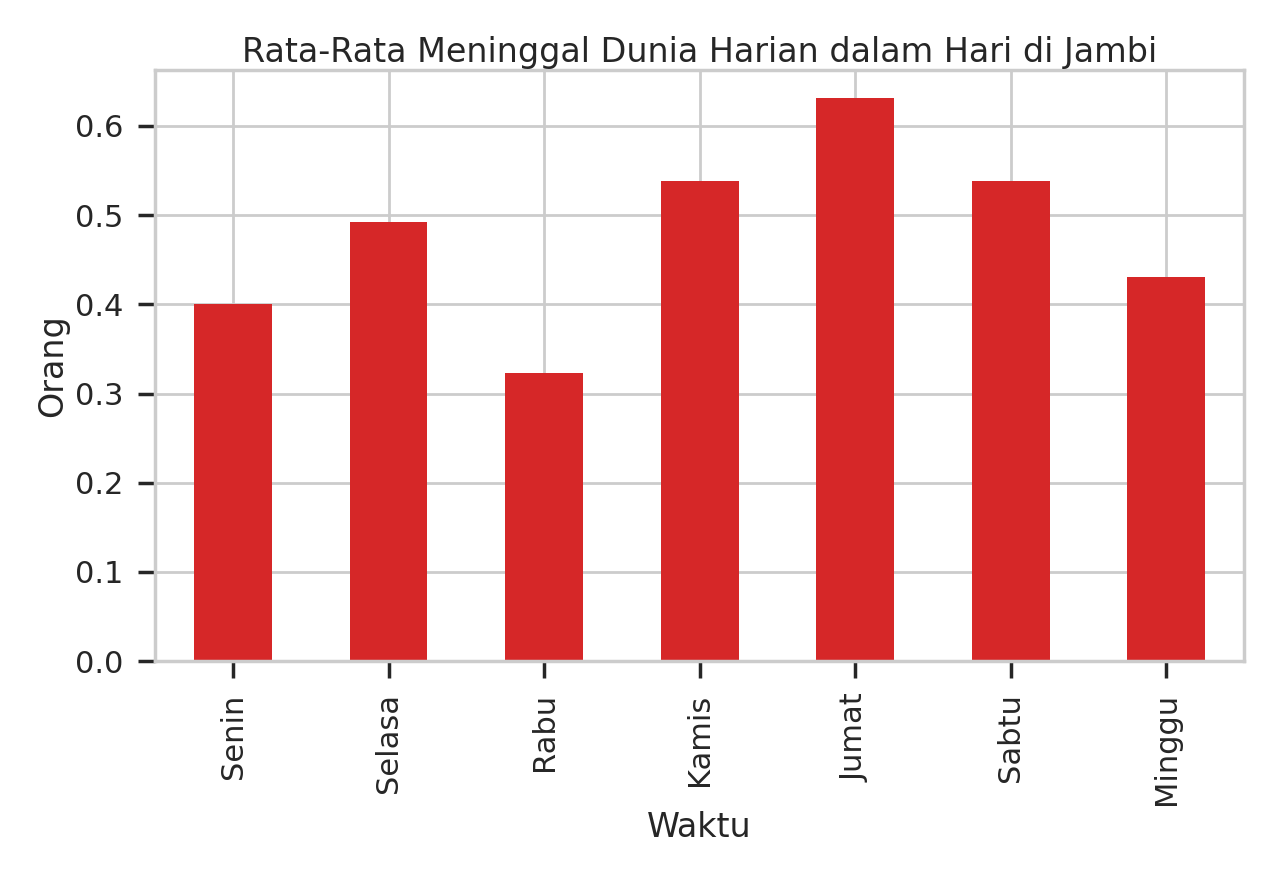 Rata-Rata Meninggal Dunia Harian dalam Hari di Jambi
0.6
0.5
0.4
0.3
0.2
0.1
0.0
Orang
Senin
Selasa
Rabu
Kamis
Jumat
Sabtu
Minggu
Waktu